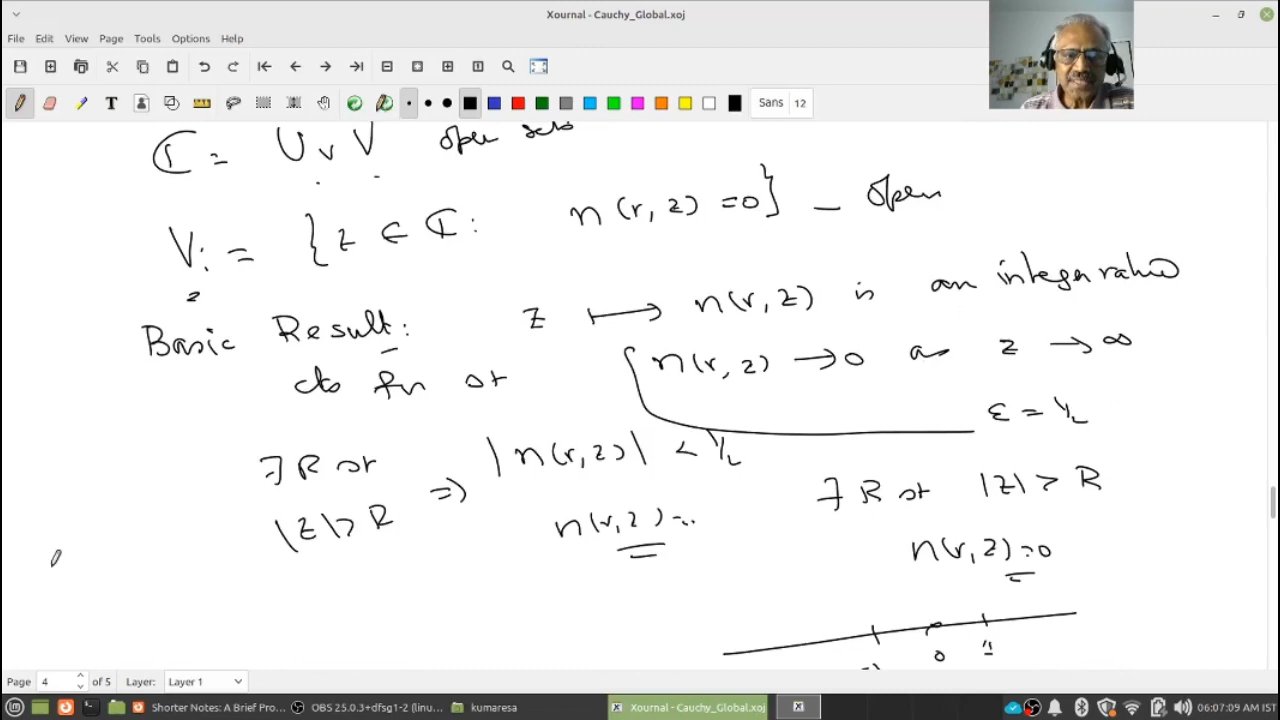 Xournal - Cauchy_Global.xoj
File Edit View Page Tools Options Help
Sans 12
ℂ = U ∪ V open sets
V := { z ∈ ℂ : n(γ, z) = 0 } — open
Basic Result: z ⟼ n(γ, z) is an integer valued
cts fn st n(γ, z) → 0 as z → ∞
ε = 1/2
∃ R st
|z| > R ⇒ |n(γ, z)| < 1/2
n(γ, z) =
∃ R st |z| > R
n(γ, z) = 0
0 1
Page 4 of 5 Layer: Layer 1
Shorter Notes: A Brief Pro... OBS 25.0.3+dfsg1-2 (linu... kumaresa Xournal - Cauchy_Global.xoj 06:07:09 AM IST